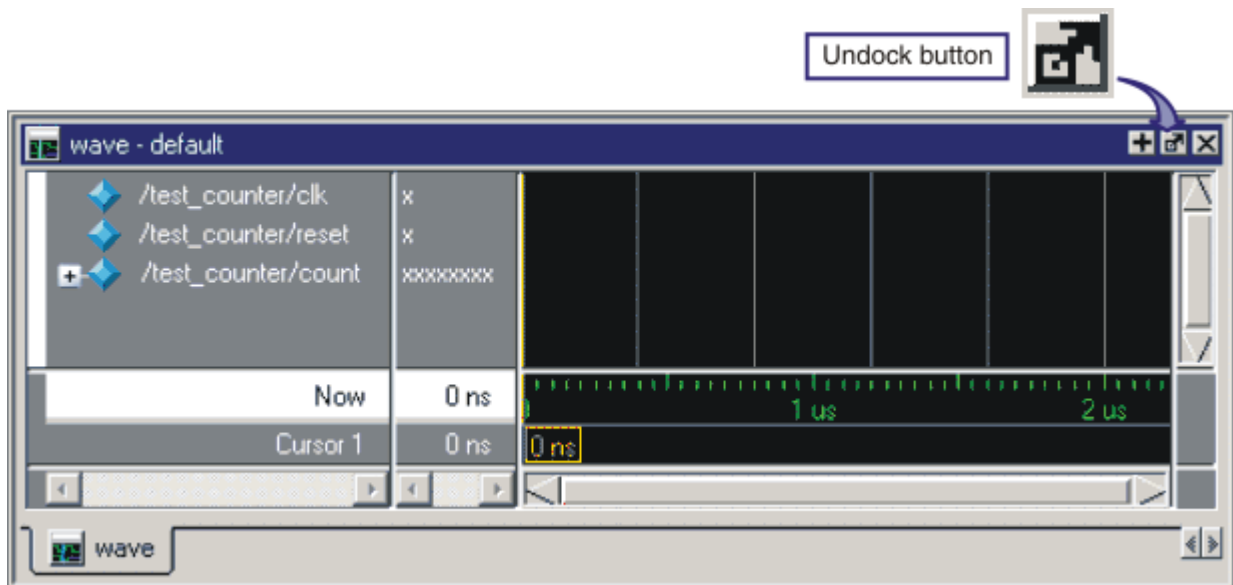 Undock button
wave - default
/test_counter/clk x
/test_counter/reset x
/test_counter/count xxxxxxxx
Now 0 ns 1 us 2 us
Cursor 1 0 ns 0 ns
wave